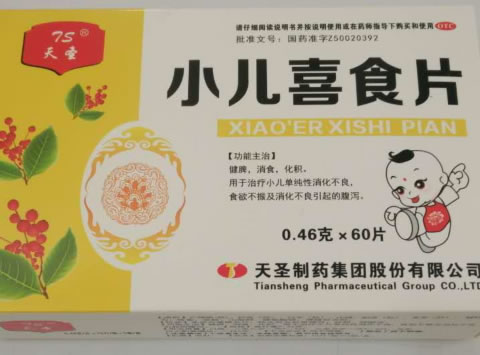 TS
天圣
请仔细阅读说明书并按说明使用或在药师指导下购买和使用 OTC
批准文号：国药准字Z50020392
小儿喜食片
XIAO'ER XISHI PIAN
【功能主治】
健脾，消食，化积。
用于治疗小儿单纯性消化不良，
食欲不振及消化不良引起的腹泻。
0.46克×60片
天圣制药集团股份有限公司
Tiansheng Pharmaceutical Group CO.,LTD